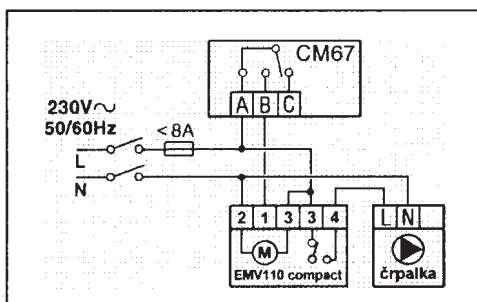 CM67
A B C
230V~
50/60Hz
<8A
L
N
2 1 3 3 4
L N
M
EMV110 compact
črpalka